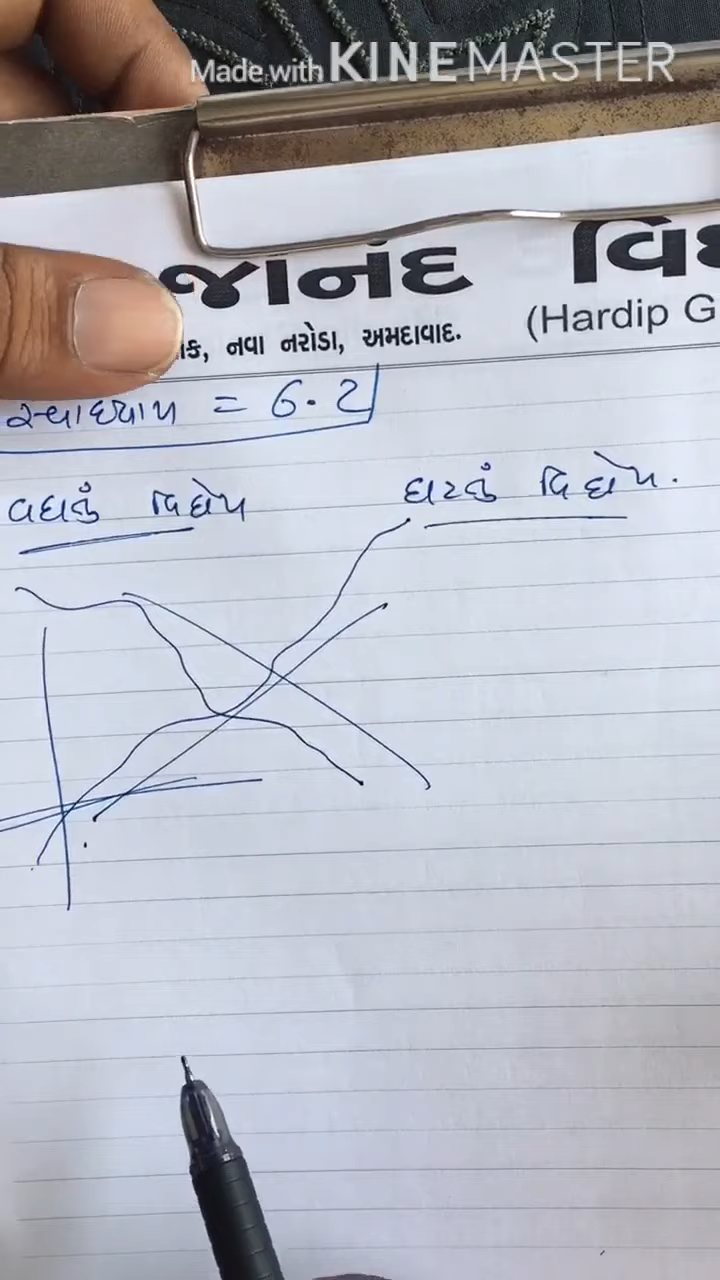 Made with KINEMASTER
જાનંદ વિદ
ાક, નવા નરોડા, અમદાવાદ. (Hardip G
સ્વાધ્યાય = 6.2
વધતું વિધેય ઘટતું વિધેય.